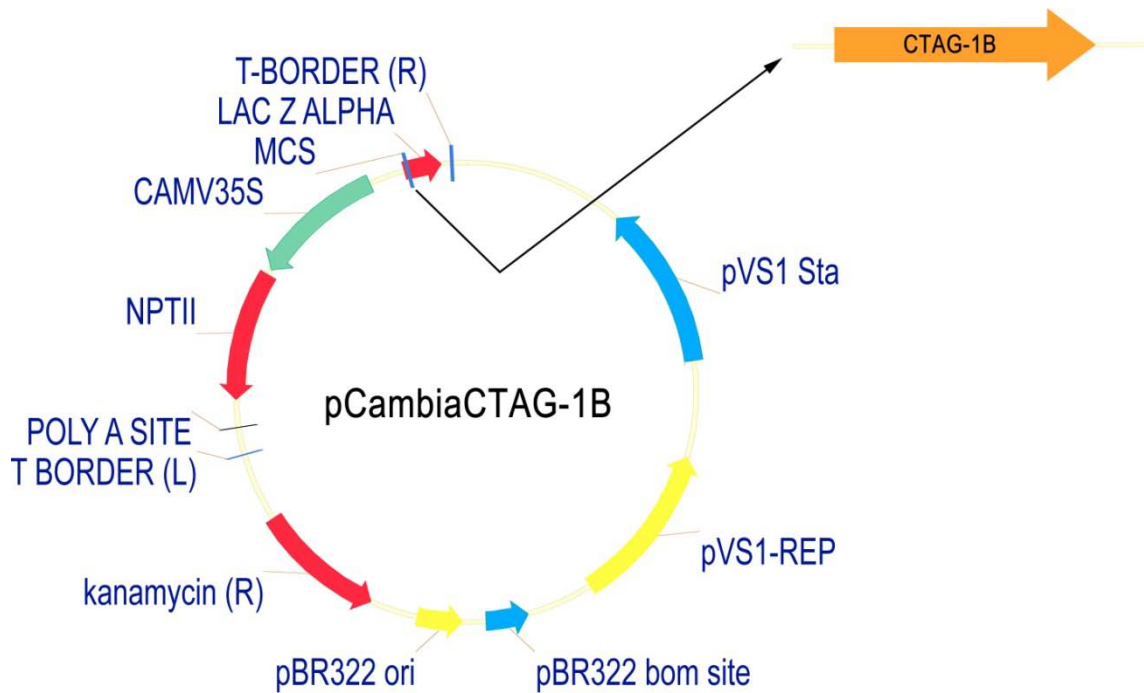 CTAG-1B
T-BORDER (R)
LAC Z ALPHA
MCS
CAMV35S
pVS1 Sta
NPTII
pCambiaCTAG-1B
POLY A SITE
T BORDER (L)
pVS1-REP
kanamycin (R)
pBR322 ori
pBR322 bom site